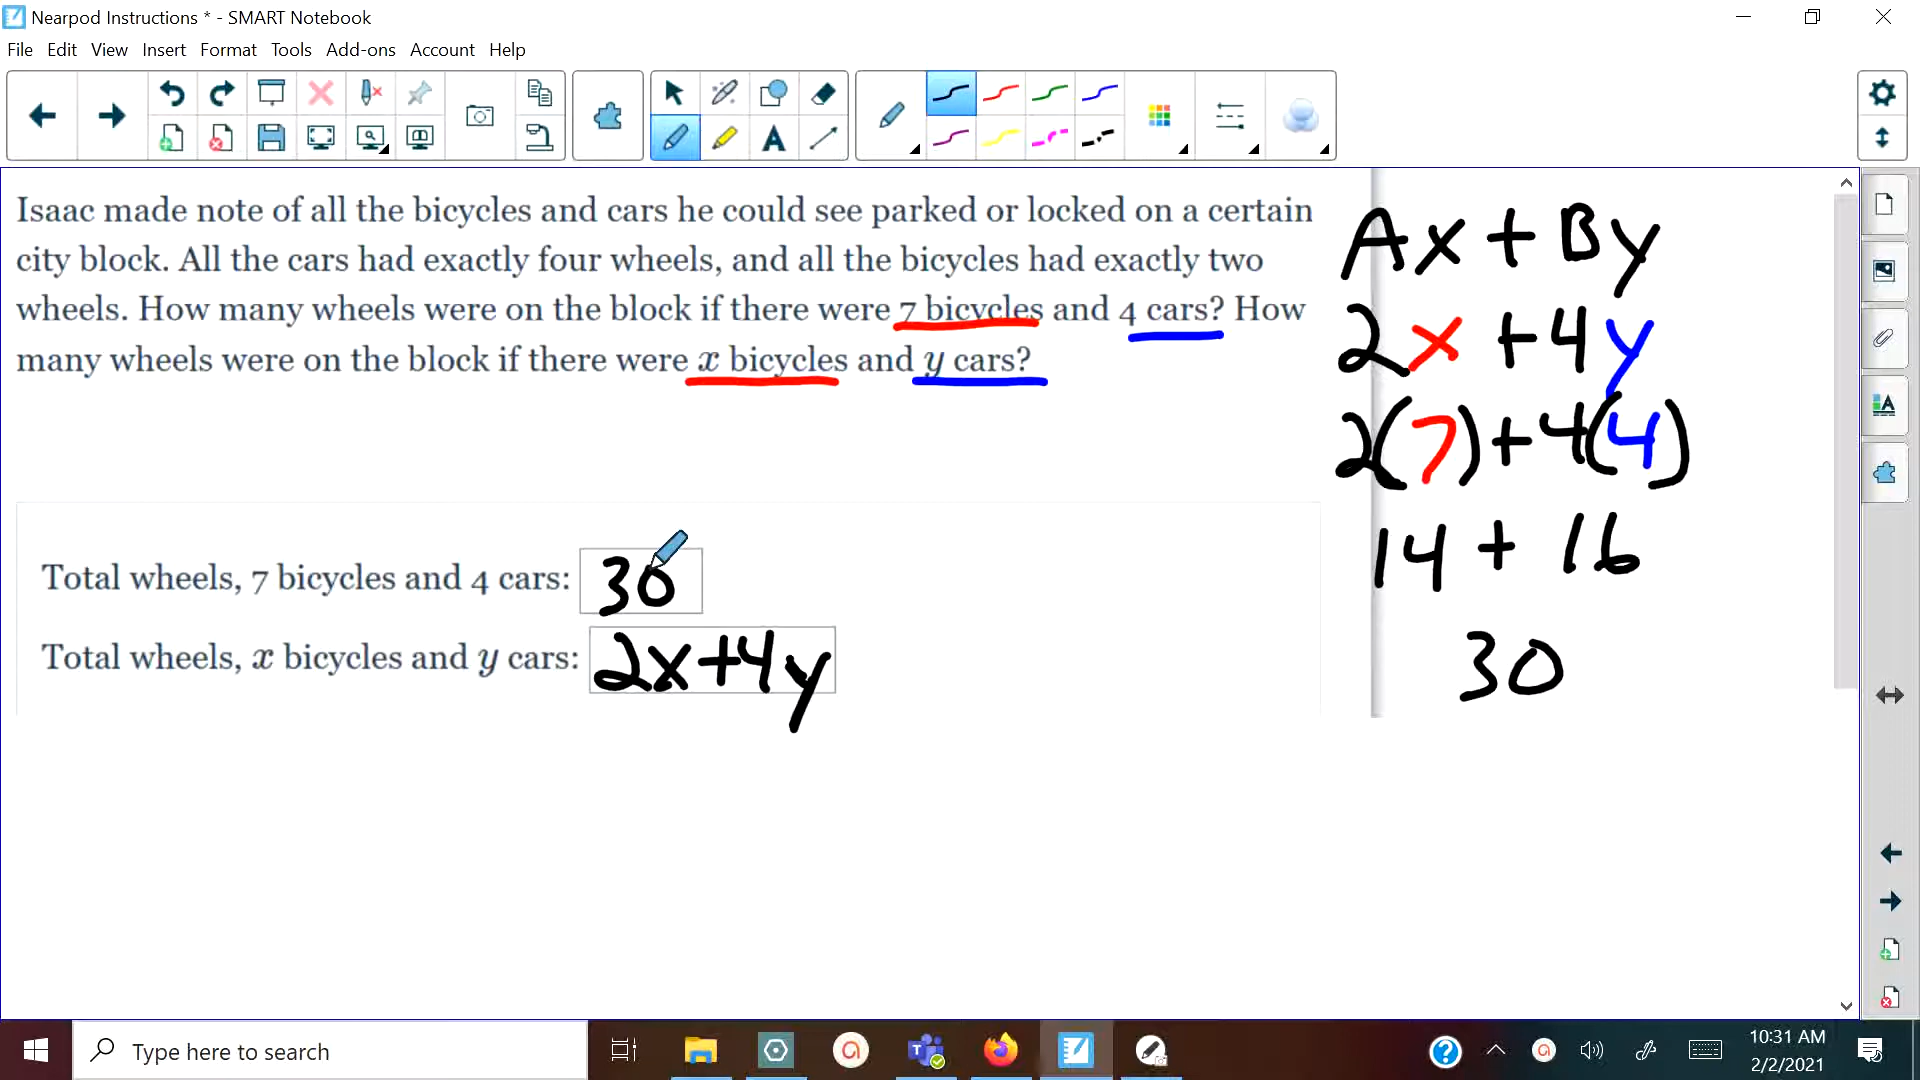 Nearpod Instructions * - SMART Notebook
File Edit View Insert Format Tools Add-ons Account Help
Isaac made note of all the bicycles and cars he could see parked or locked on a certain
city block. All the cars had exactly four wheels, and all the bicycles had exactly two
wheels. How many wheels were on the block if there were 7 bicycles and 4 cars? How
many wheels were on the block if there were x bicycles and y cars?
Total wheels, 7 bicycles and 4 cars: 30
Total wheels, x bicycles and y cars: 2x+4y
Ax + By
2x + 4y
2(7) + 4(4)
14 + 16
30
Type here to search
10:31 AM
2/2/2021